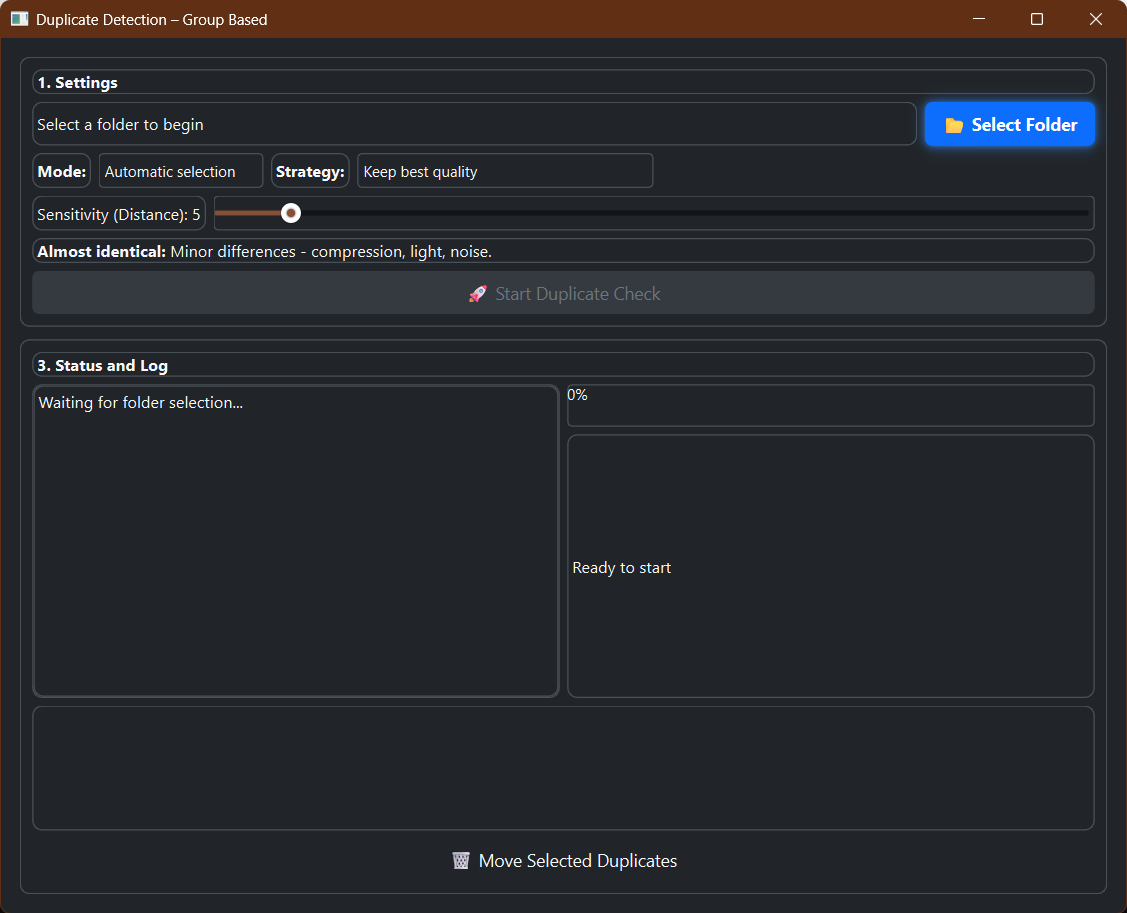 Duplicate Detection – Group Based
1. Settings
Select a folder to begin
Select Folder
Mode: Automatic selection Strategy: Keep best quality
Sensitivity (Distance): 5
Almost identical: Minor differences - compression, light, noise.
Start Duplicate Check
3. Status and Log
Waiting for folder selection...
0%
Ready to start
Move Selected Duplicates